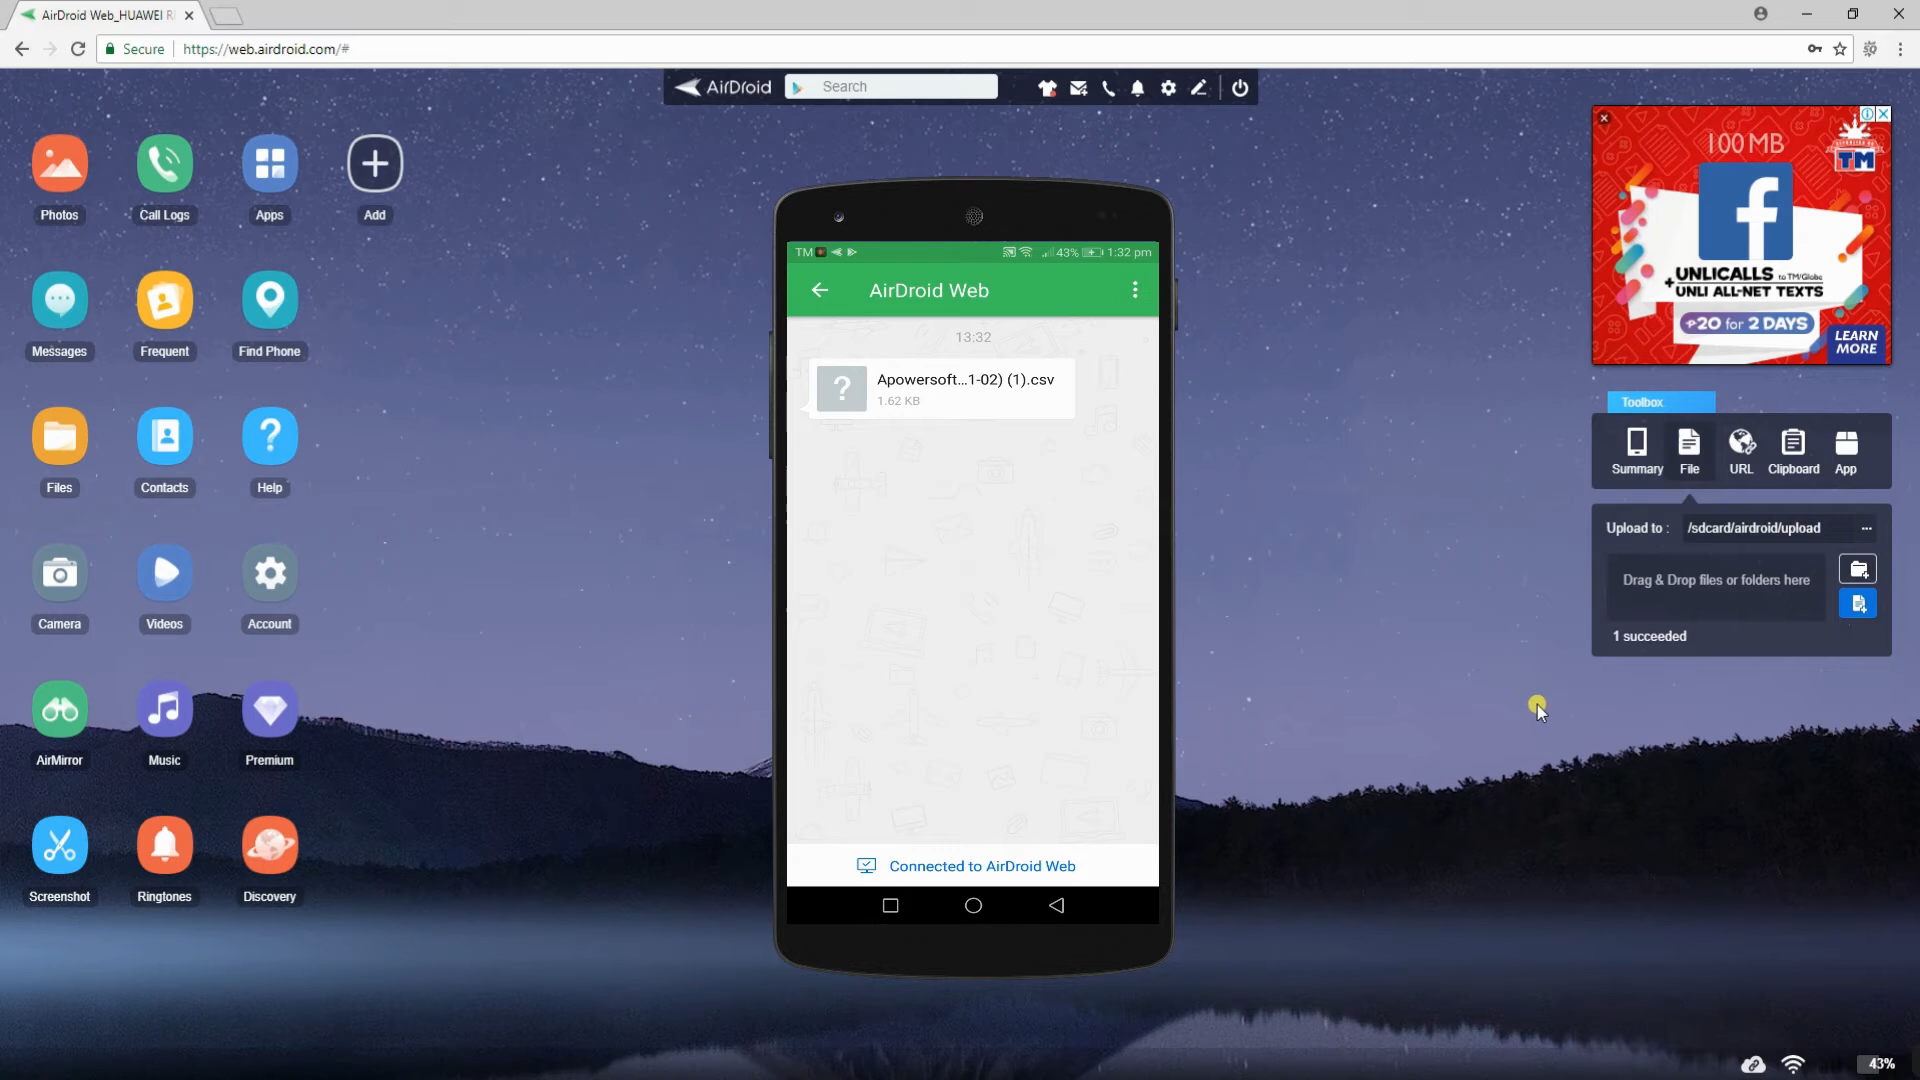 AirDroid Web_HUAWEI R
Secure
https://web.airdroid.com/#
AirDroid
Search
Photos
Call Logs
Apps
Add
Messages
Frequent
Find Phone
Files
Contacts
Help
Camera
Videos
Account
AirMirror
Music
Premium
Screenshot
Ringtones
Discovery
TM
43%
1:32 pm
AirDroid Web
13:32
?
Apowersoft...1-02) (1).csv
1.62 KB
Connected to AirDroid Web
100 MB
TM
f
+UNLICALLS to TM/Globe
UNLI ALL-NET TEXTS
+P20 for 2 DAYS
LEARN
MORE
Toolbox
Summary
File
URL
Clipboard
App
Upload to :
/sdcard/airdroid/upload
...
Drag & Drop files or folders here
1 succeeded
43%